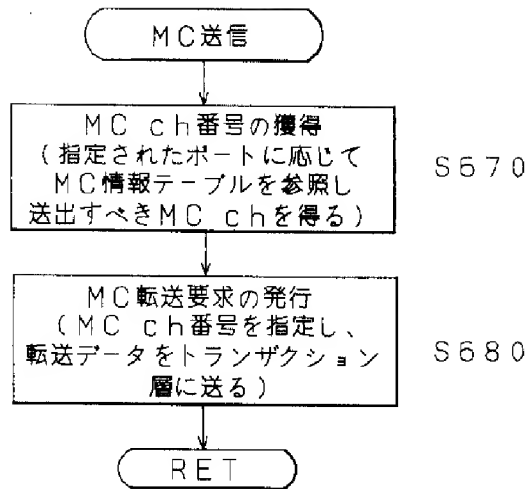 MC送信
MC ch番号の獲得
(指定されたポートに応じて
MC情報テーブルを参照し
送出すべきMC chを得る)
S670
MC転送要求の発行
(MC ch番号を指定し、
転送データをトランザクション
層に送る)
S680
RET